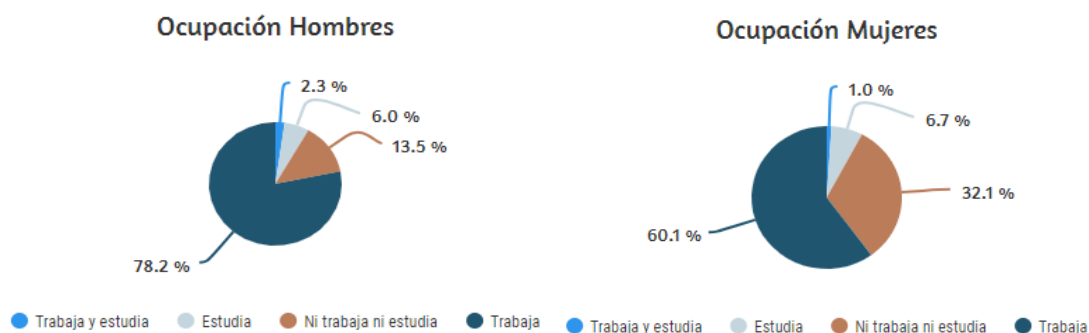 Ocupación Hombres
2.3 %
6.0 %
13.5 %
78.2 %
Trabaja y estudia
Estudia
Ni trabaja ni estudia
Trabaja
Ocupación Mujeres
1.0 %
6.7 %
32.1 %
60.1 %
Trabaja y estudia
Estudia
Ni trabaja ni estudia
Trabaja